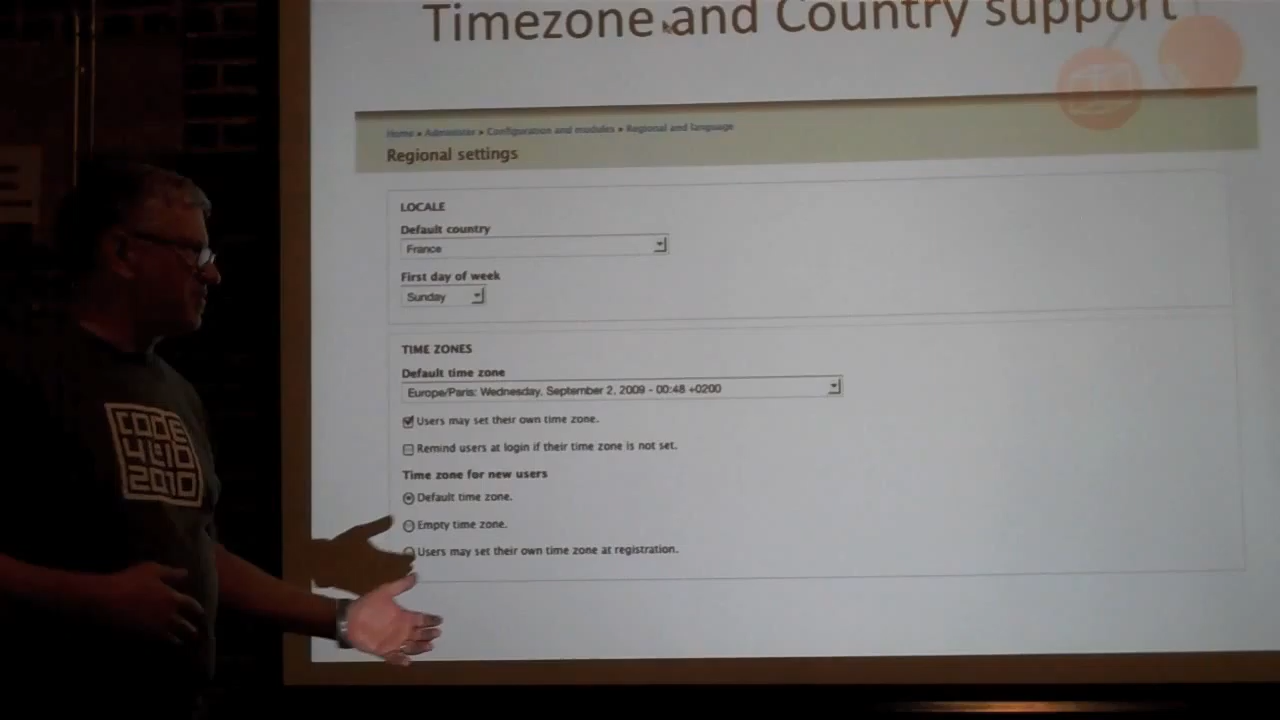 Timezone and Country support
Home » Administer » Configuration and modules » Regional and language
Regional settings
LOCALE
Default country
France
First day of week
Sunday
TIME ZONES
Default time zone
Europe/Paris: Wednesday, September 2, 2009 - 00:48 +0200
Users may set their own time zone.
Remind users at login if their time zone is not set.
Time zone for new users
Default time zone.
Empty time zone.
Users may set their own time zone at registration.
CODE
4LIB
2010